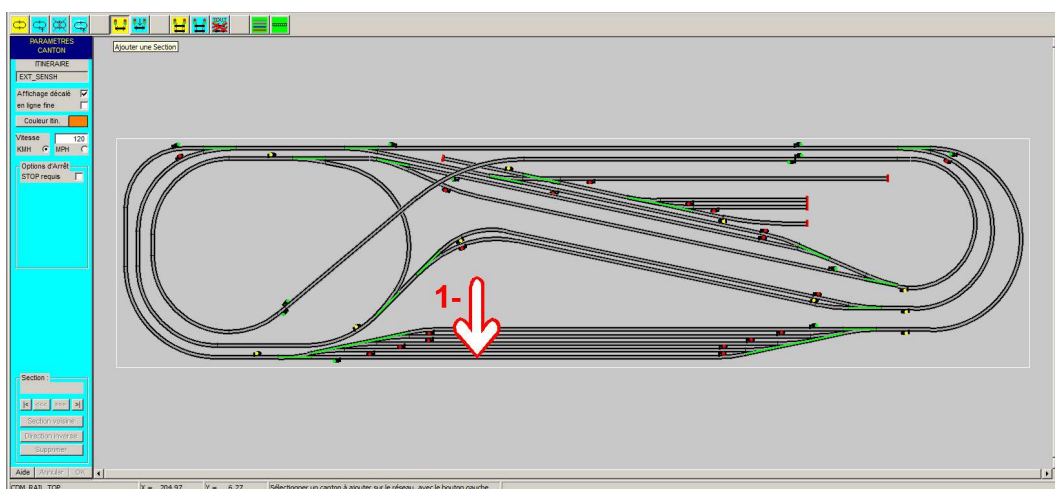 PARAMETRES
CANTON
Ajouter une Section
ITINERAIRE
EXT_SENSH
Affichage décalé
en ligne fine
Couleur Itin.
Vitesse 120
KMH MPH
Options d'Arrêt
STOP requis
1-
Section :
|< <<< >>> >|
Section voisine
Direction inverse
Supprimer
Aide Annuler OK
CDM_RAIL_TOP X = 204.97 Y = 6.27 Sélectionner un canton à ajouter sur le réseau, avec le bouton gauche